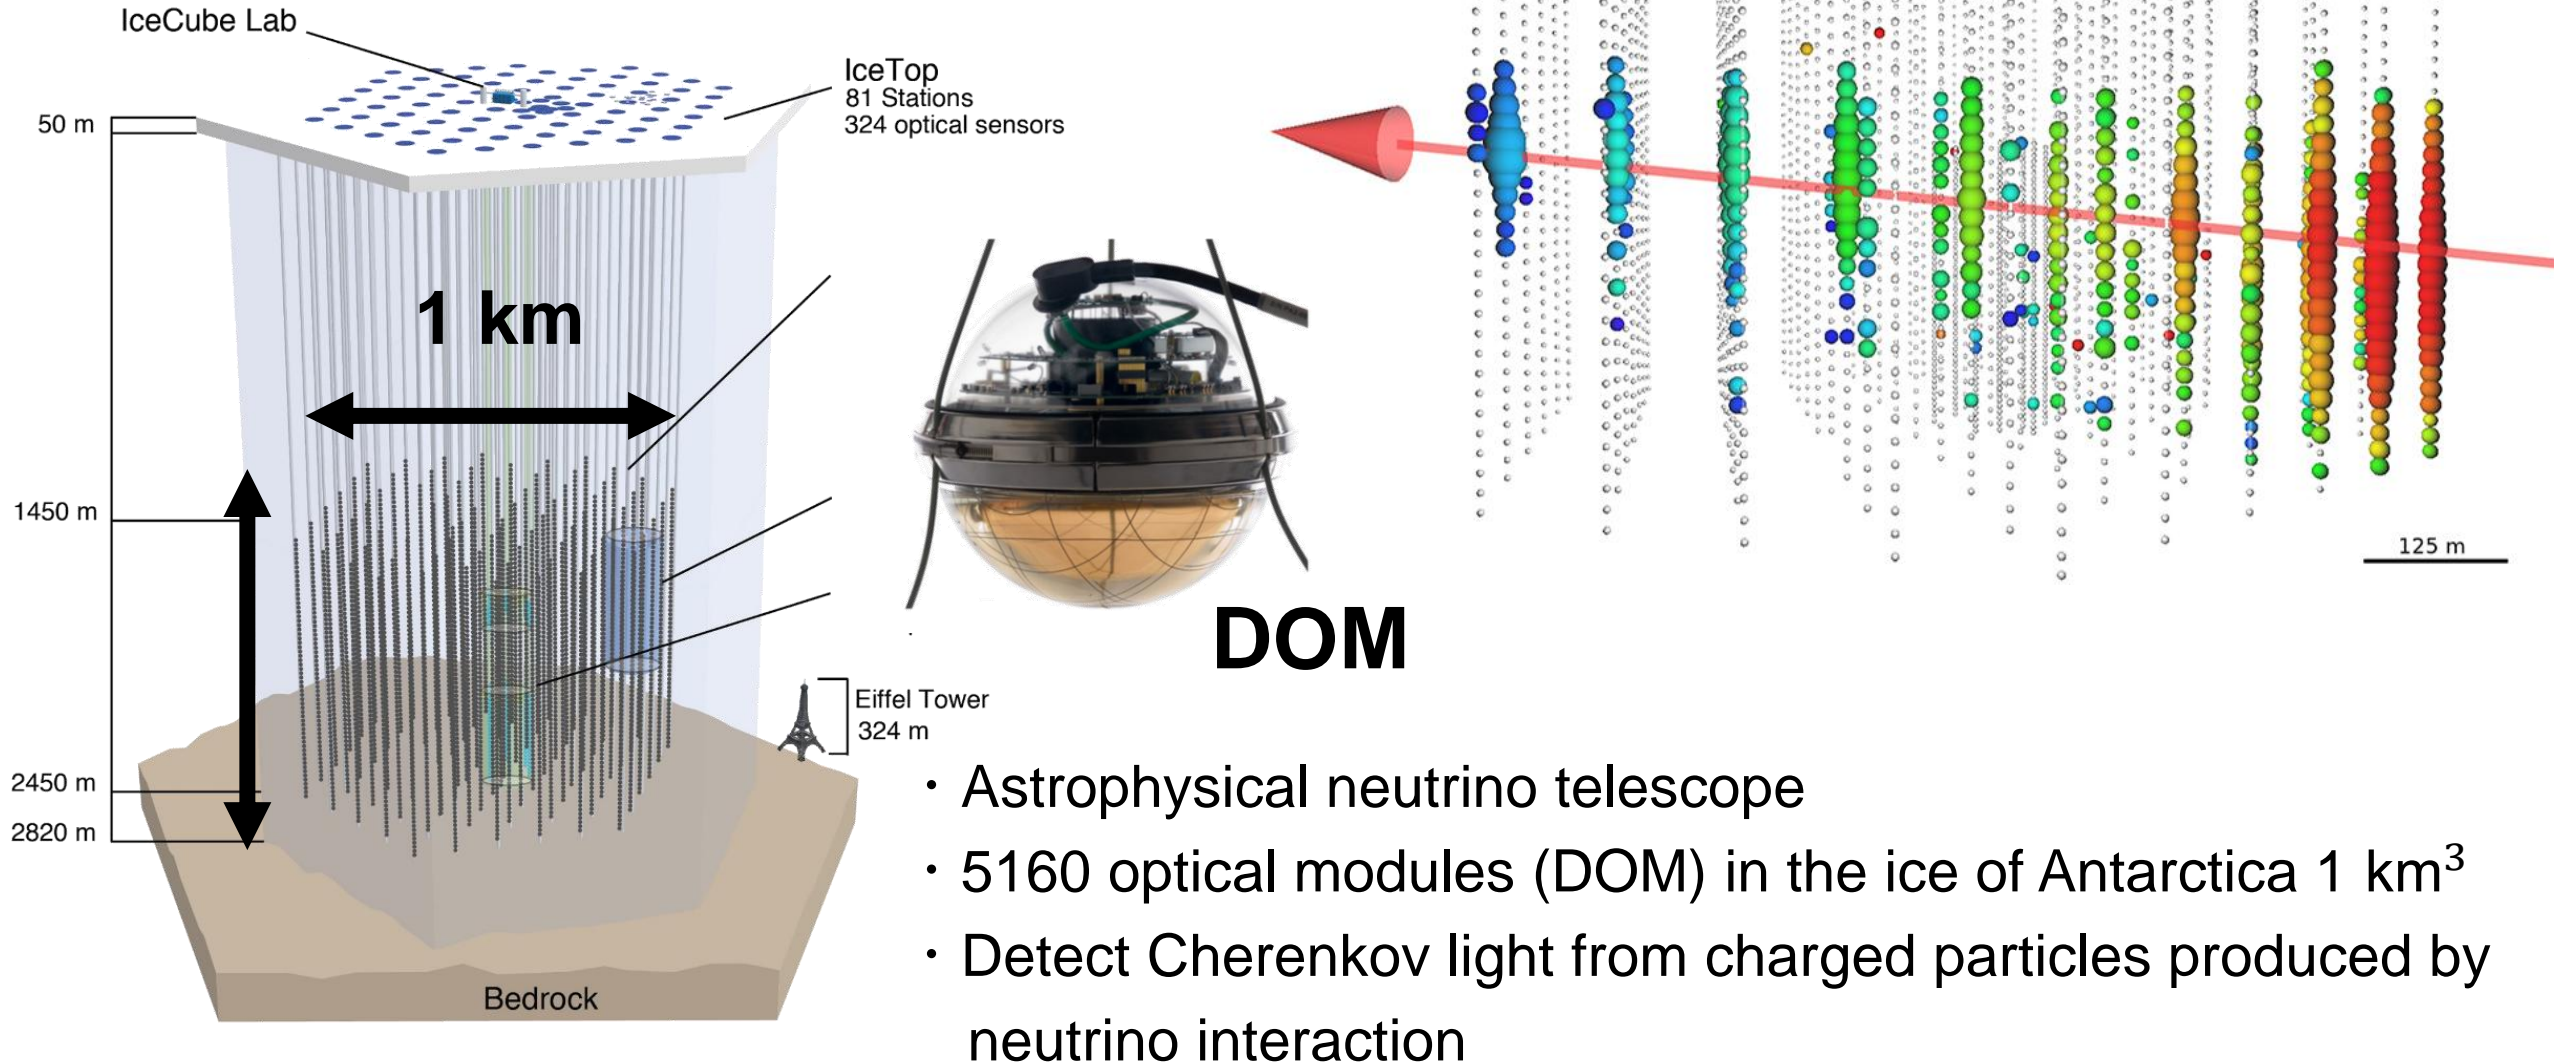 IceCube Lab
IceTop
81 Stations
324 optical sensors
50 m
1 km
1450 m
2450 m
2820 m
Eiffel Tower
324 m
Bedrock
DOM
125 m
・Astrophysical neutrino telescope
・5160 optical modules (DOM) in the ice of Antarctica 1 km³
・Detect Cherenkov light from charged particles produced by
neutrino interaction